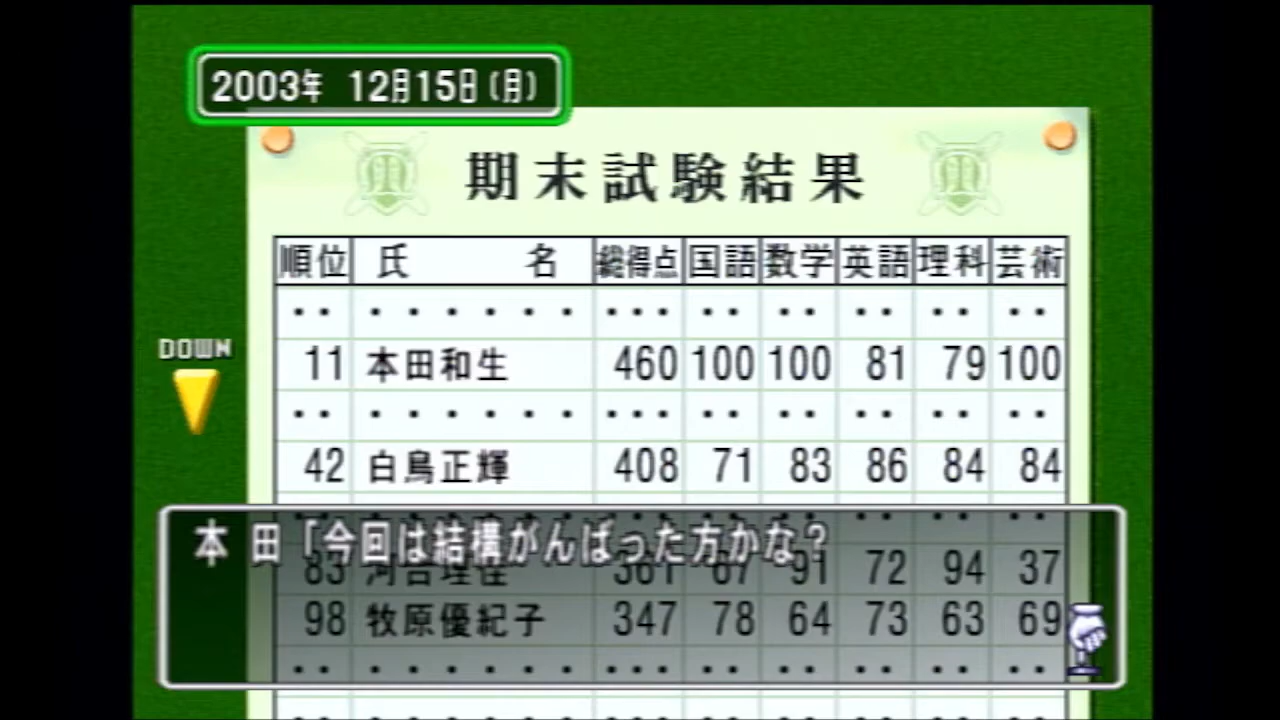 2003年 12月15日(月)
期末試験結果
順位 氏 名 総得点 国語 数学 英語 理科 芸術
・・ ・・・・・・ ・・・ ・・ ・・ ・・ ・・ ・・
DOWN
11 本田和生 460 100 100 81 79 100
・・ ・・・・・・ ・・・ ・・ ・・ ・・ ・・ ・・
42 白鳥正輝 408 71 83 86 84 84
本 田「今回は結構がんばった方かな?
83 河合理佳 361 67 91 72 94 37
98 牧原優紀子 347 78 64 73 63 69
・・ ・・・・・・ ・・・ ・・ ・・ ・・ ・・ ・・